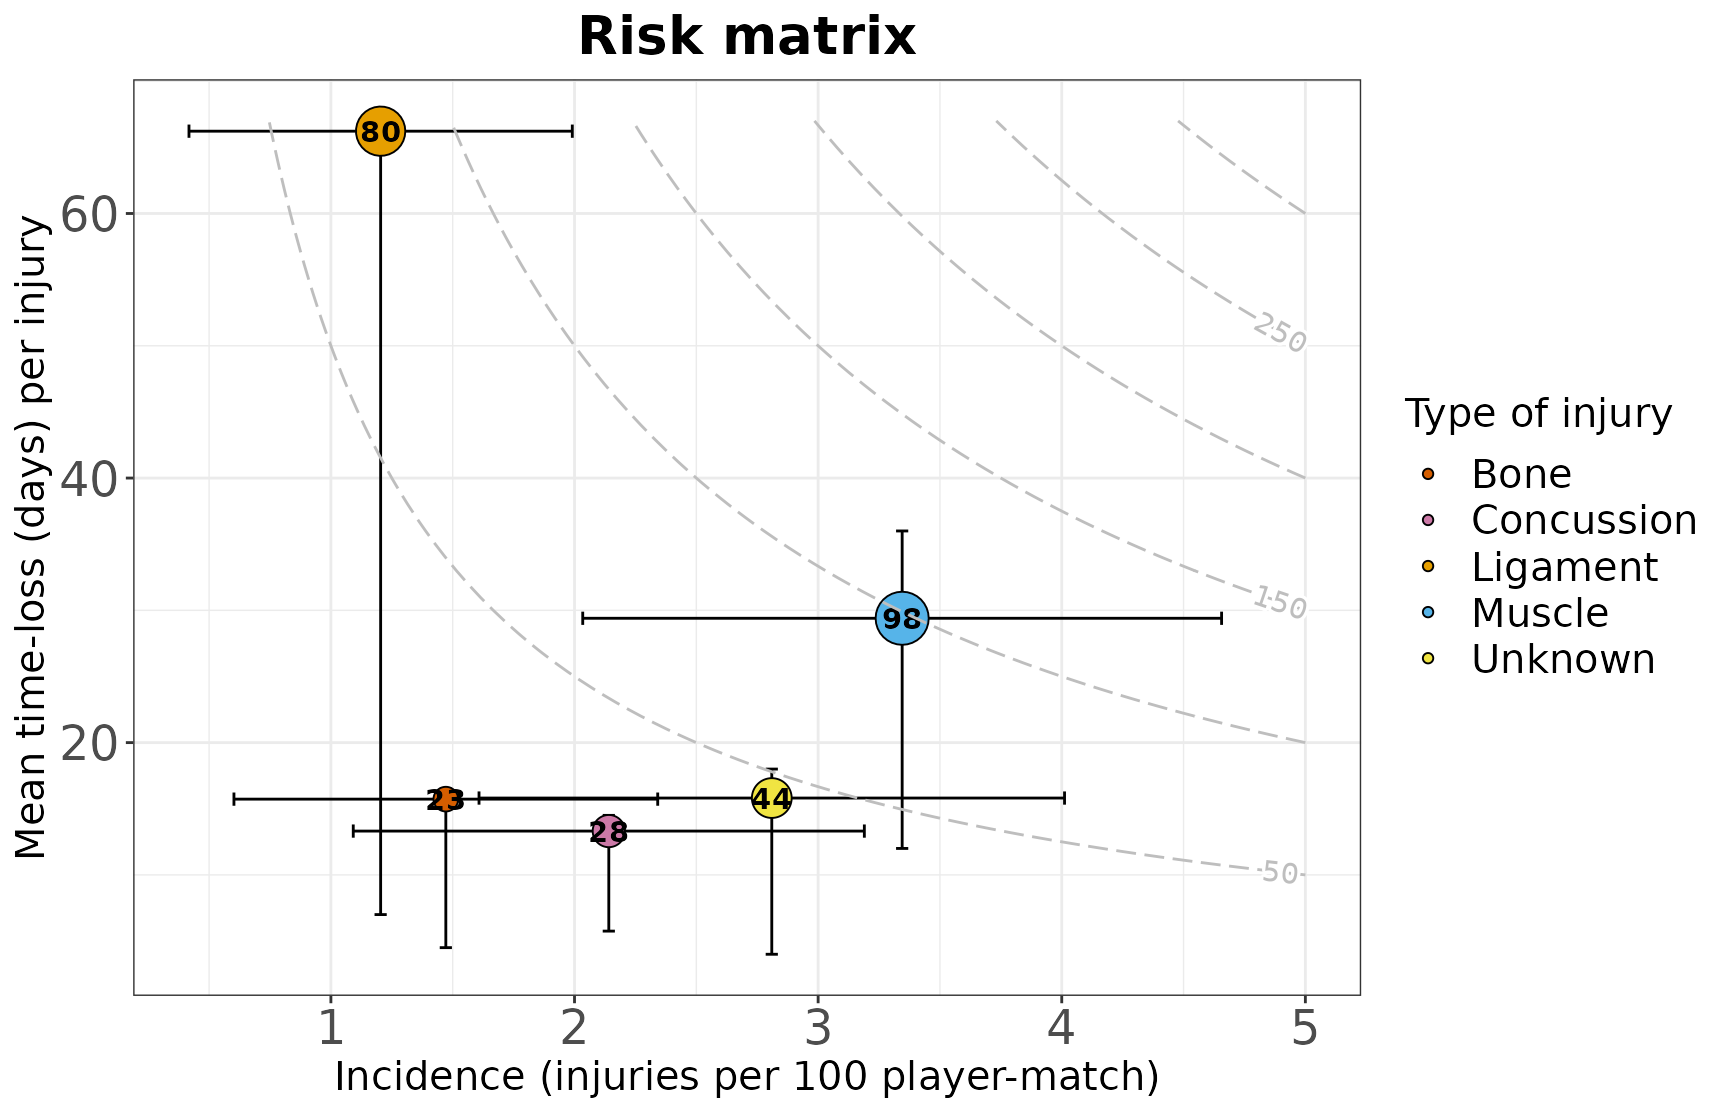 Risk matrix
Mean time-loss (days) per injury
60
40
20
80
98
23
44
28
250
150
50
1 2 3 4 5
Incidence (injuries per 100 player-match)
Type of injury
Bone
Concussion
Ligament
Muscle
Unknown